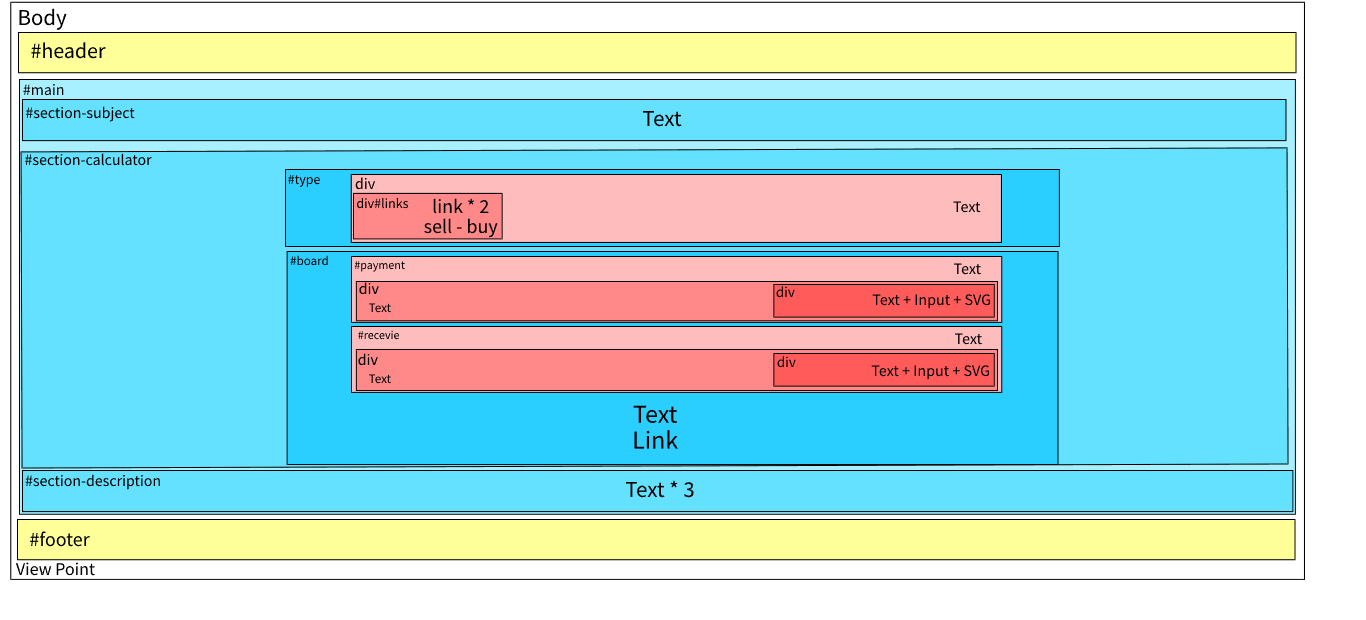 Body
#header
#main
#section-subject
Text
#section-calculator
#type
div
div#links
link * 2
sell - buy
Text
#board
#payment
Text
div
Text
div
Text + Input + SVG
#recevie
Text
div
Text
div
Text + Input + SVG
Text
Link
#section-description
Text * 3
#footer
View Point